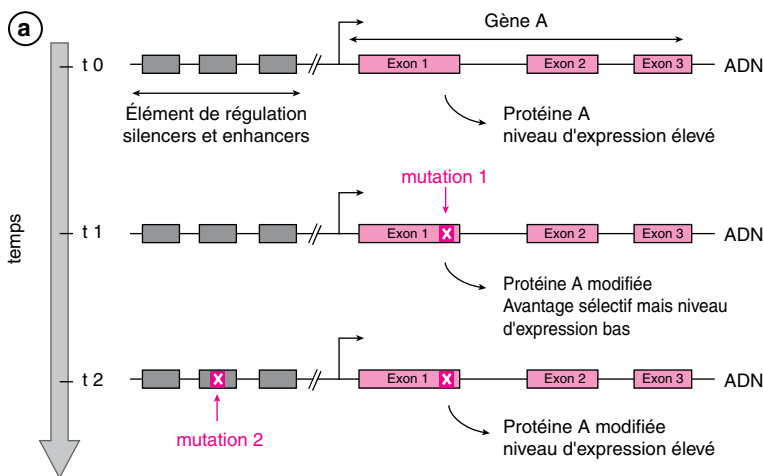 a
Gène A
t 0
Exon 1
Exon 2
Exon 3
ADN
Élément de régulation
silencers et enhancers
Protéine A
niveau d'expression élevé
mutation 1
temps
t 1
Exon 1
X
Exon 2
Exon 3
ADN
Protéine A modifiée
Avantage sélectif mais niveau
d'expression bas
t 2
X
Exon 1
X
Exon 2
Exon 3
ADN
mutation 2
Protéine A modifiée
niveau d'expression élevé